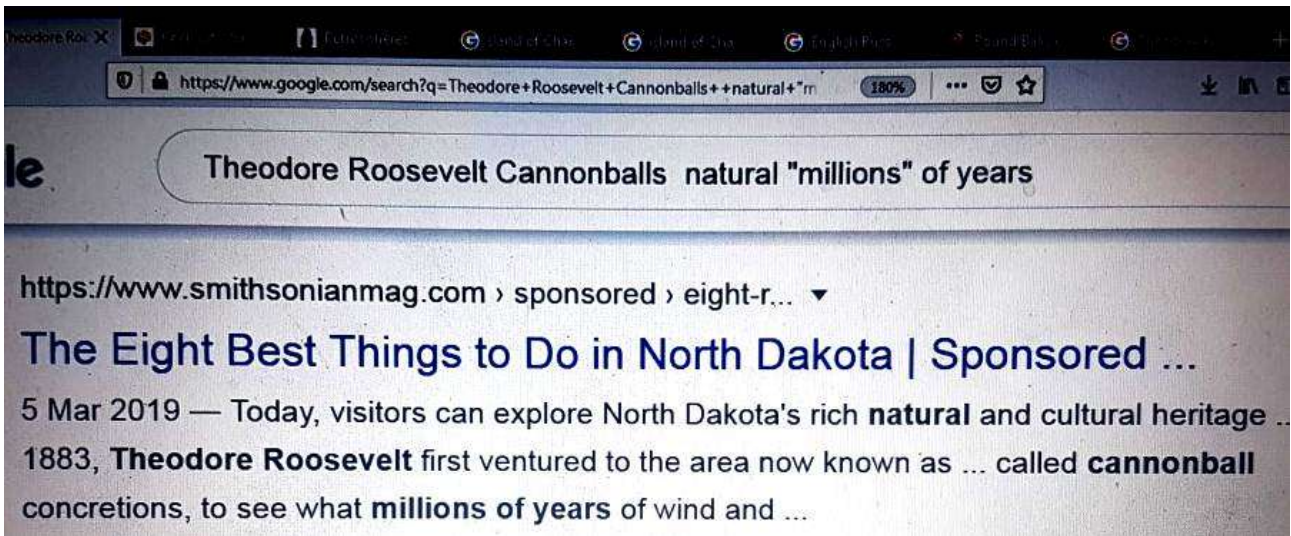 heodore Roo
https://www.google.com/search?q=Theodore+Roosevelt+Cannonballs++natural+"m 180%
le
Theodore Roosevelt Cannonballs natural "millions" of years
https://www.smithsonianmag.com › sponsored › eight-r...
The Eight Best Things to Do in North Dakota | Sponsored ...
5 Mar 2019 — Today, visitors can explore North Dakota's rich natural and cultural heritage ..
1883, Theodore Roosevelt first ventured to the area now known as ... called cannonball
concretions, to see what millions of years of wind and ...